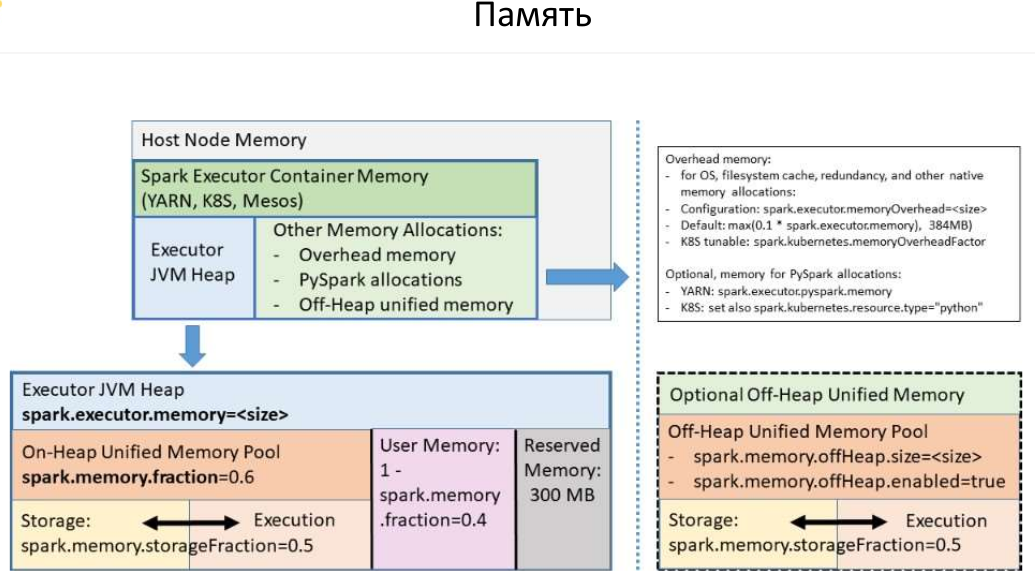 Память
Host Node Memory
Spark Executor Container Memory
(YARN, K8S, Mesos)
Executor
JVM Heap
Other Memory Allocations:
- Overhead memory
- PySpark allocations
- Off-Heap unified memory
Overhead memory:
- for OS, filesystem cache, redundancy, and other native
memory allocations:
- Configuration: spark.executor.memoryOverhead=<size>
- Default: max(0.1 * spark.executor.memory), 384MB)
- K8S tunable: spark.kubernetes.memoryOverheadFactor
Optional, memory for PySpark allocations:
- YARN: spark.executor.pyspark.memory
- K8S: set also spark.kubernetes.resource.type="python"
Executor JVM Heap
spark.executor.memory=<size>
On-Heap Unified Memory Pool
spark.memory.fraction=0.6
Storage:
Execution
spark.memory.storageFraction=0.5
User Memory:
1 -
spark.memory
.fraction=0.4
Reserved
Memory:
300 MB
Optional Off-Heap Unified Memory
Off-Heap Unified Memory Pool
- spark.memory.offHeap.size=<size>
- spark.memory.offHeap.enabled=true
Storage:
Execution
spark.memory.storageFraction=0.5